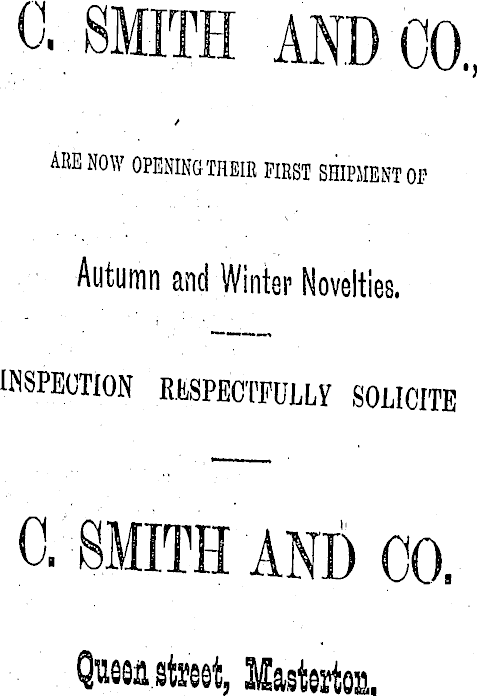 C. SMITH AND CO.,
ARE NOW OPENING THEIR FIRST SHIPMENT OF
Autumn and Winter Novelties.
INSPECTION RESPECTFULLY SOLICITE
C. SMITH AND CO.
Queen street, Masterton.